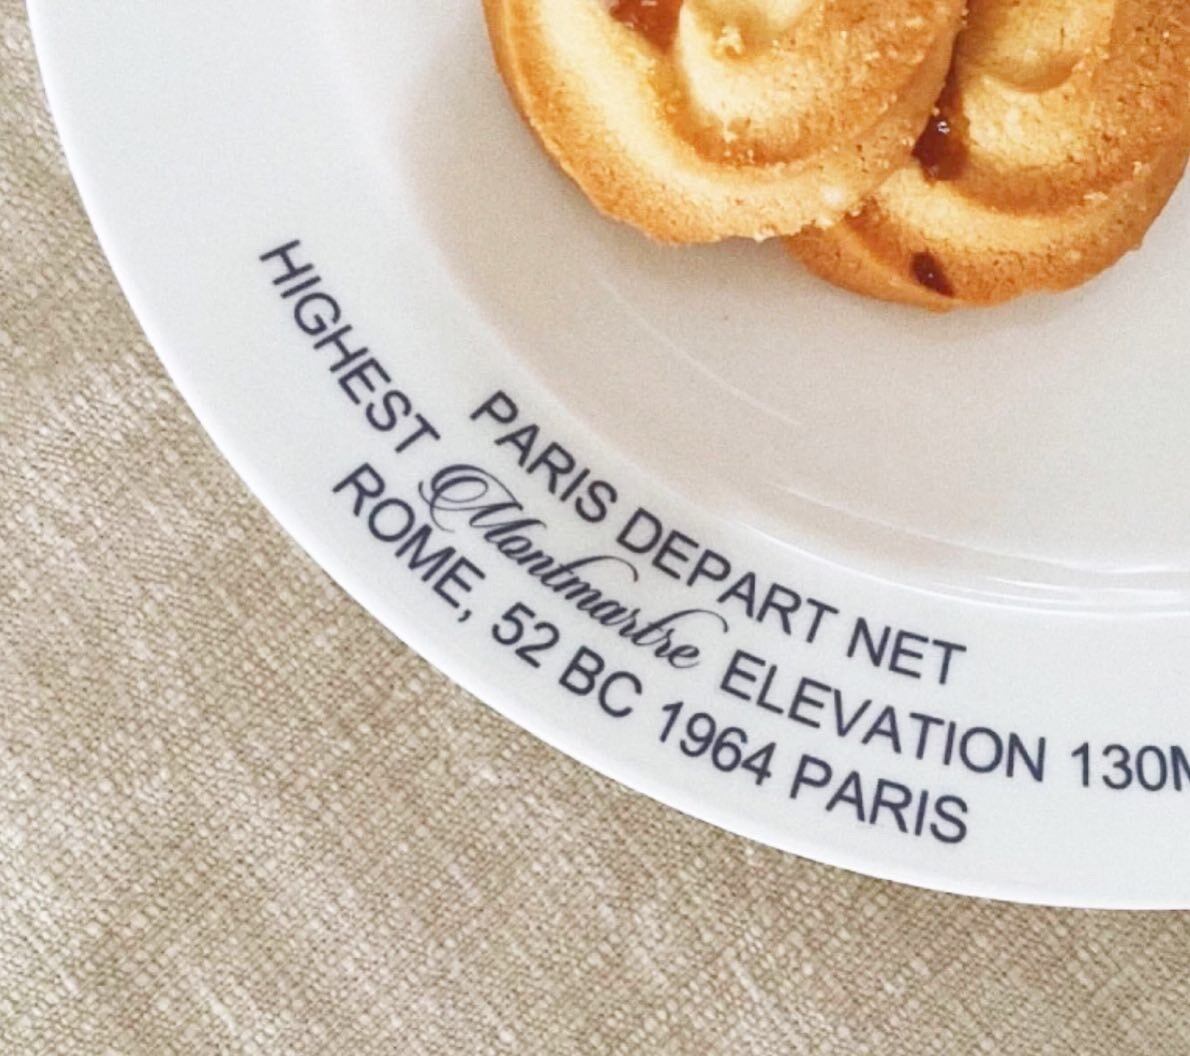 PARIS DEPART NET
HIGHEST Montmartre ELEVATION 130M
ROME, 52 BC 1964 PARIS